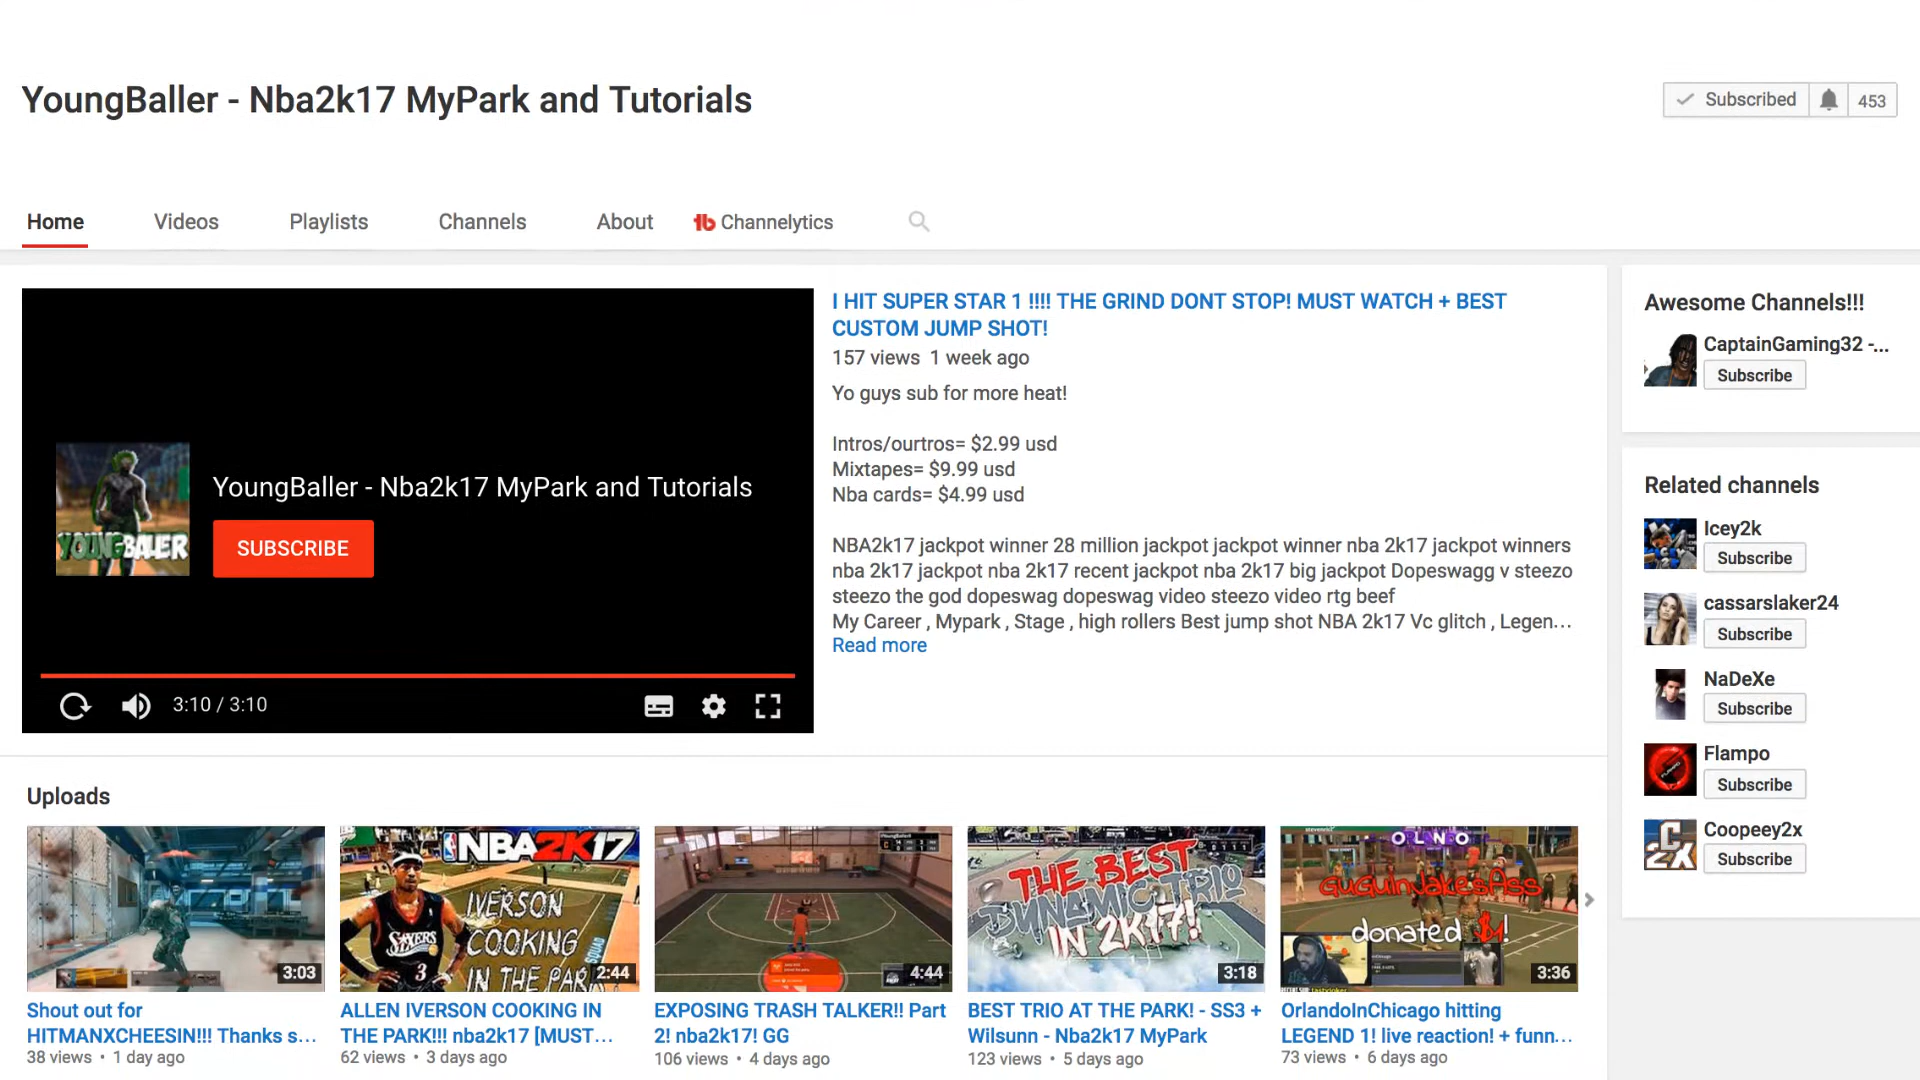 YoungBaller - Nba2k17 MyPark and Tutorials
Subscribed 453
Home Videos Playlists Channels About Channelytics
I HIT SUPER STAR 1 !!!! THE GRIND DONT STOP! MUST WATCH + BEST
CUSTOM JUMP SHOT!
157 views 1 week ago
Yo guys sub for more heat!
Intros/ourtros= $2.99 usd
Mixtapes= $9.99 usd
Nba cards= $4.99 usd
NBA2k17 jackpot winner 28 million jackpot jackpot winner nba 2k17 jackpot winners
nba 2k17 jackpot nba 2k17 recent jackpot nba 2k17 big jackpot Dopeswagg v steezo
steezo the god dopeswag dopeswag video steezo video rtg beef
My Career , Mypark , Stage , high rollers Best jump shot NBA 2k17 Vc glitch , Legen...
Read more
YoungBaller - Nba2k17 MyPark and Tutorials
SUBSCRIBE
YOUNGBALLER
3:10 / 3:10
Awesome Channels!!!
CaptainGaming32 -...
Subscribe
Related channels
Icey2k
Subscribe
cassarslaker24
Subscribe
NaDeXe
Subscribe
Flampo
Subscribe
Coopeey2x
Subscribe
C
2X
Uploads
3:03
Shout out for
HITMANXCHEESIN!!! Thanks s...
38 views • 1 day ago
NBA2K17
IVERSON
COOKING
IN THE PARK
SQUAD
SIXERS
3
2:44
ALLEN IVERSON COOKING IN
THE PARK!!! nba2k17 [MUST...
62 views • 3 days ago
4:44
EXPOSING TRASH TALKER!! Part
2! nba2k17! GG
106 views • 4 days ago
THE BEST
DYNAMIC TRIO
IN 2K17!
3:18
BEST TRIO AT THE PARK! - SS3 +
Wilsunn - Nba2k17 MyPark
123 views • 5 days ago
ORLANDO
GuGuinJakesAss
donated $4!
3:36
OrlandoInChicago hitting
LEGEND 1! live reaction! + funn...
73 views • 6 days ago